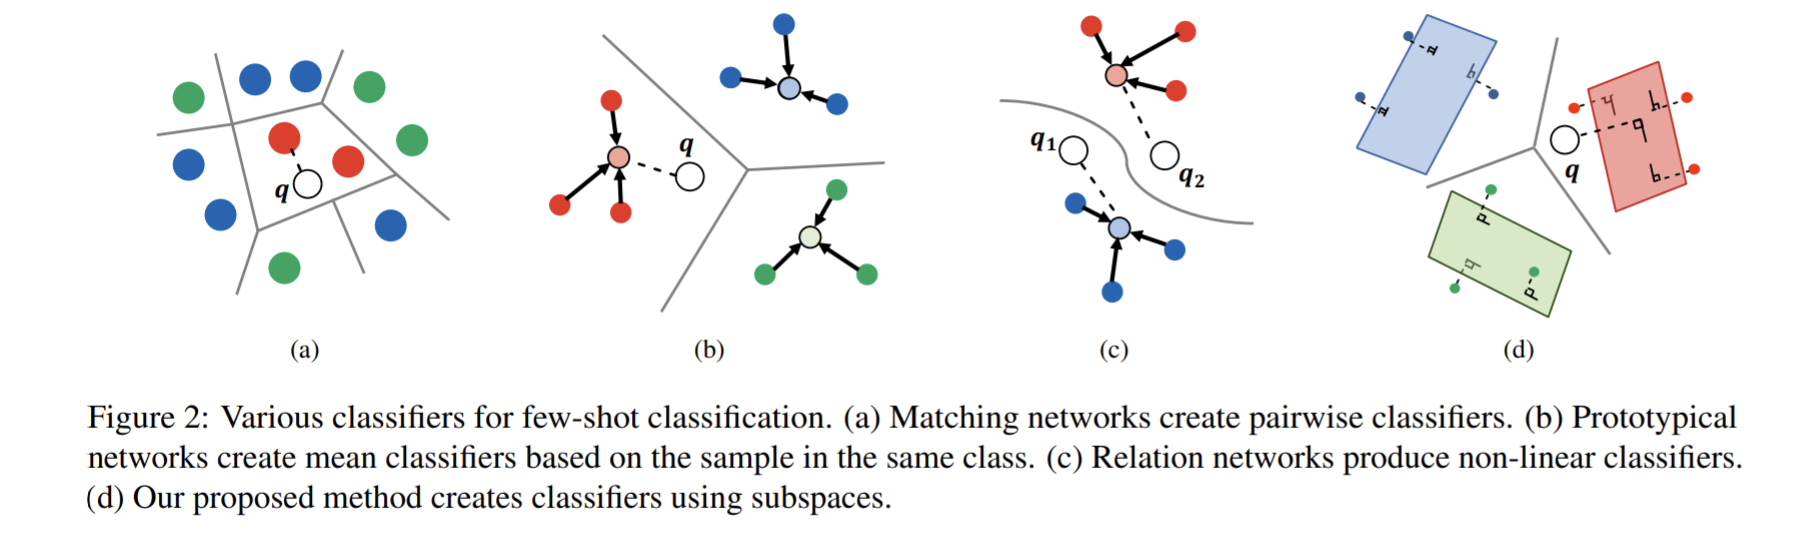 q
q
q1
q2
q
(a)
(b)
(c)
(d)
Figure 2: Various classifiers for few-shot classification. (a) Matching networks create pairwise classifiers. (b) Prototypical
networks create mean classifiers based on the sample in the same class. (c) Relation networks produce non-linear classifiers.
(d) Our proposed method creates classifiers using subspaces.